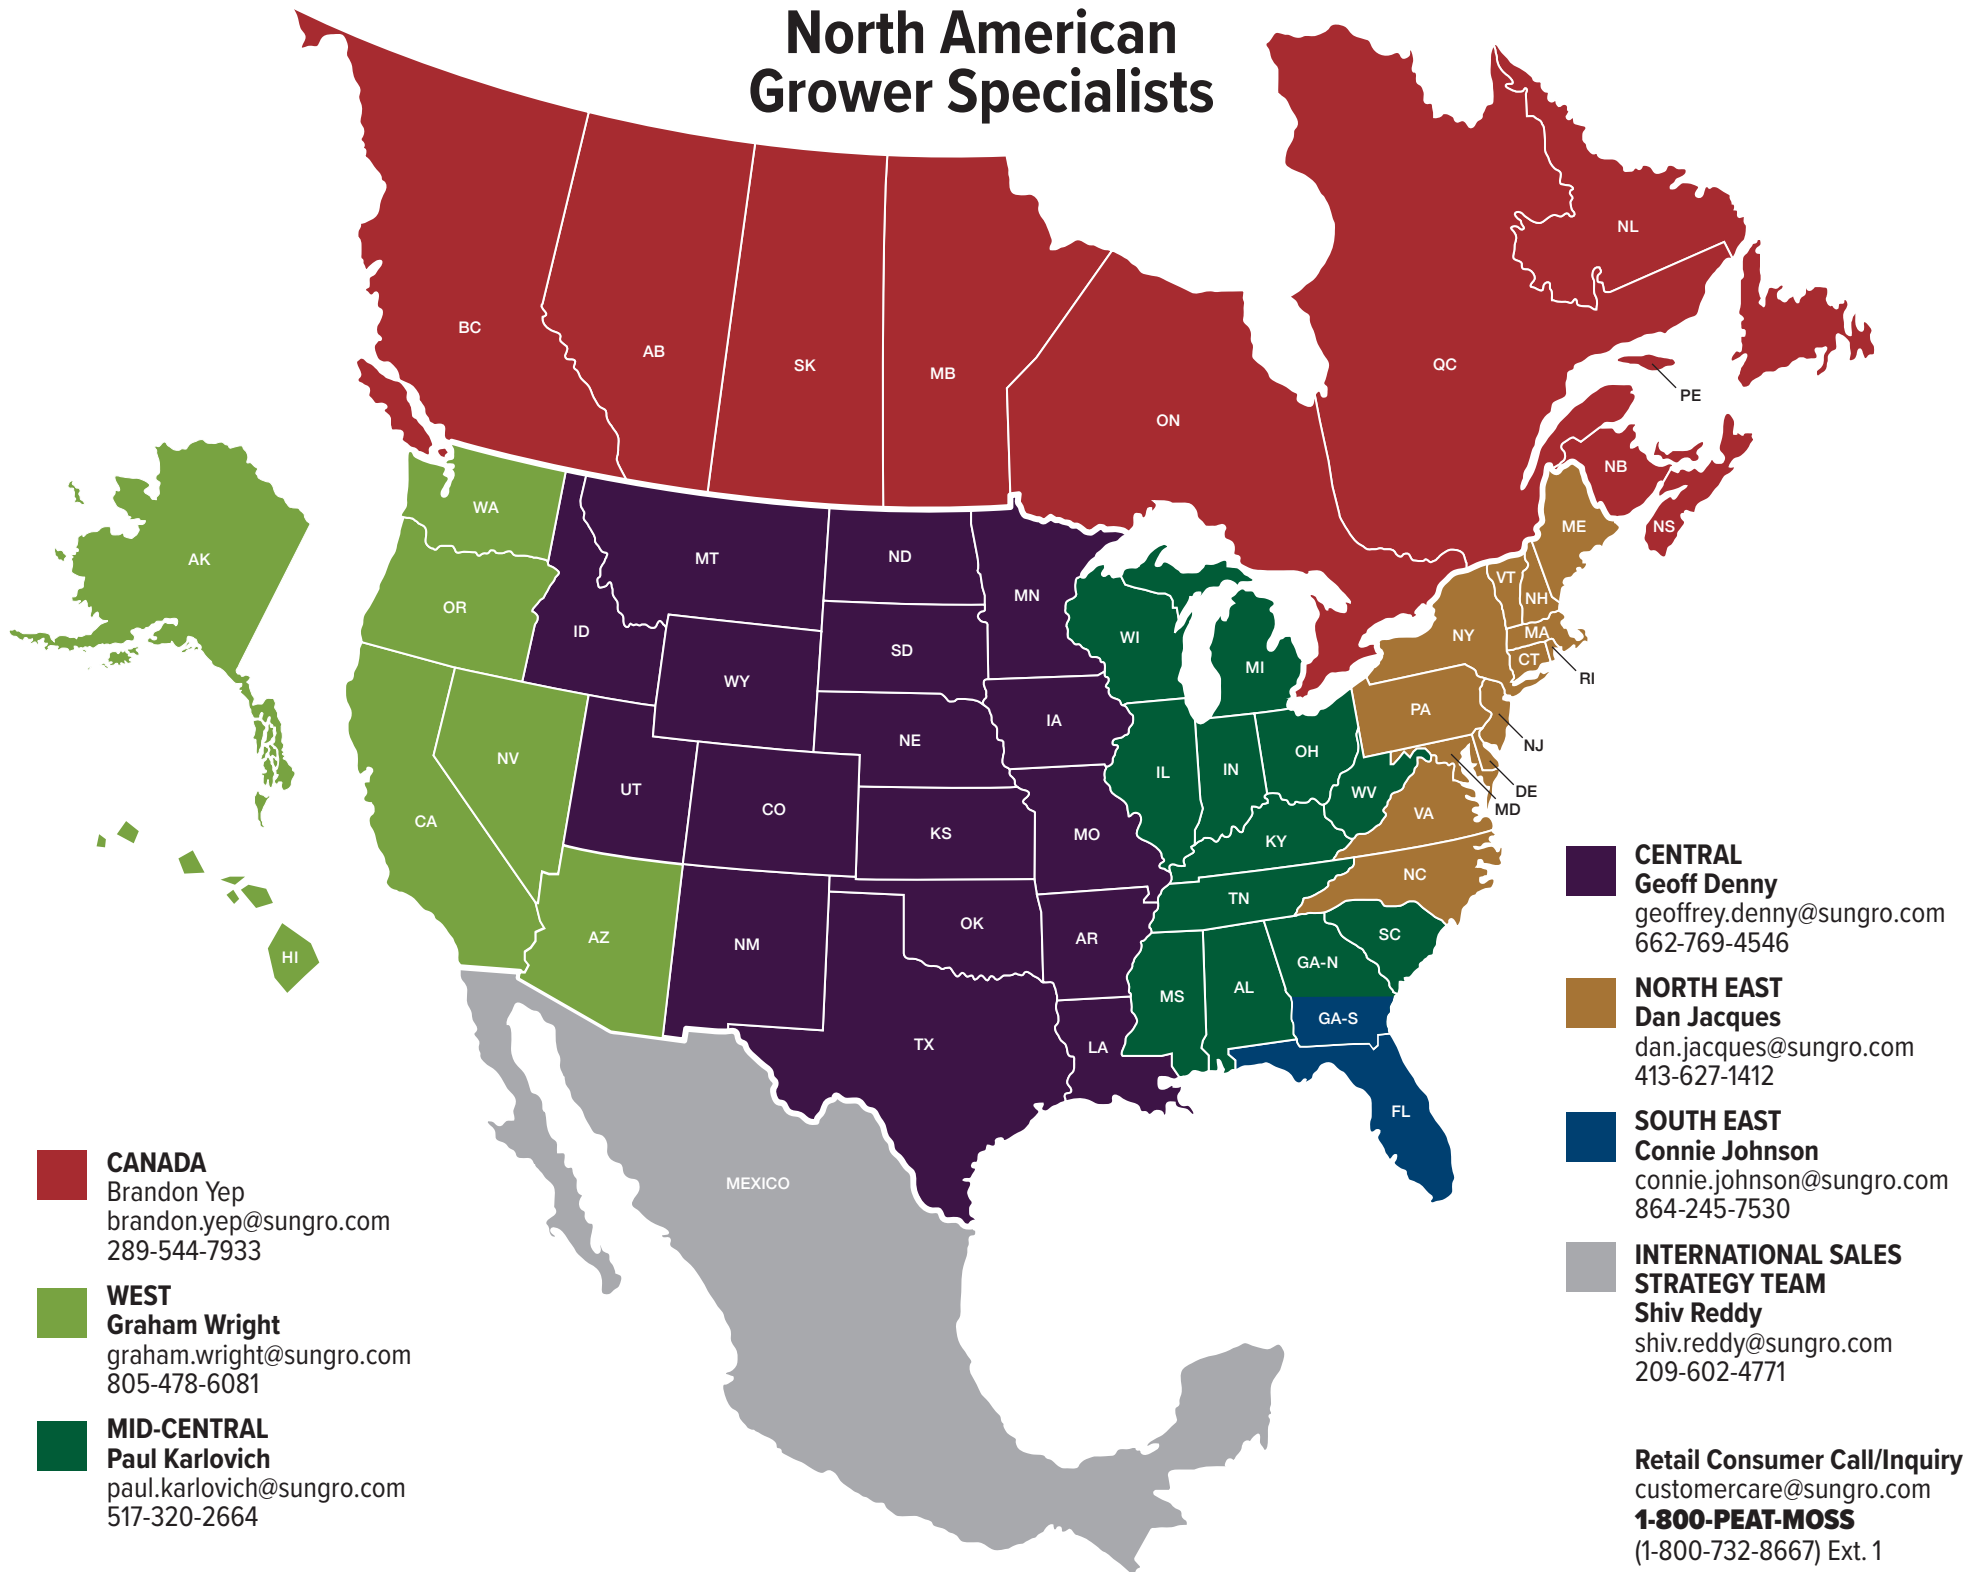 North American
Grower Specialists
BC
AB
SK
MB
ON
QC
NL
PE
NB
NS
AK
WA
OR
ID
MT
ND
MN
SD
WY
NE
IA
WI
MI
ME
VT
NH
NY
MA
CT
RI
PA
NJ
DE
MD
CA
NV
UT
CO
KS
MO
IL
IN
OH
WV
VA
KY
NC
TN
HI
AZ
NM
OK
AR
SC
GA-N
MS
AL
GA-S
TX
LA
FL
MEXICO
CANADA
Brandon Yep
brandon.yep@sungro.com
289-544-7933
WEST
Graham Wright
graham.wright@sungro.com
805-478-6081
MID-CENTRAL
Paul Karlovich
paul.karlovich@sungro.com
517-320-2664
CENTRAL
Geoff Denny
geoffrey.denny@sungro.com
662-769-4546
NORTH EAST
Dan Jacques
dan.jacques@sungro.com
413-627-1412
SOUTH EAST
Connie Johnson
connie.johnson@sungro.com
864-245-7530
INTERNATIONAL SALES
STRATEGY TEAM
Shiv Reddy
shiv.reddy@sungro.com
209-602-4771
Retail Consumer Call/Inquiry
customercare@sungro.com
1-800-PEAT-MOSS
(1-800-732-8667) Ext. 1